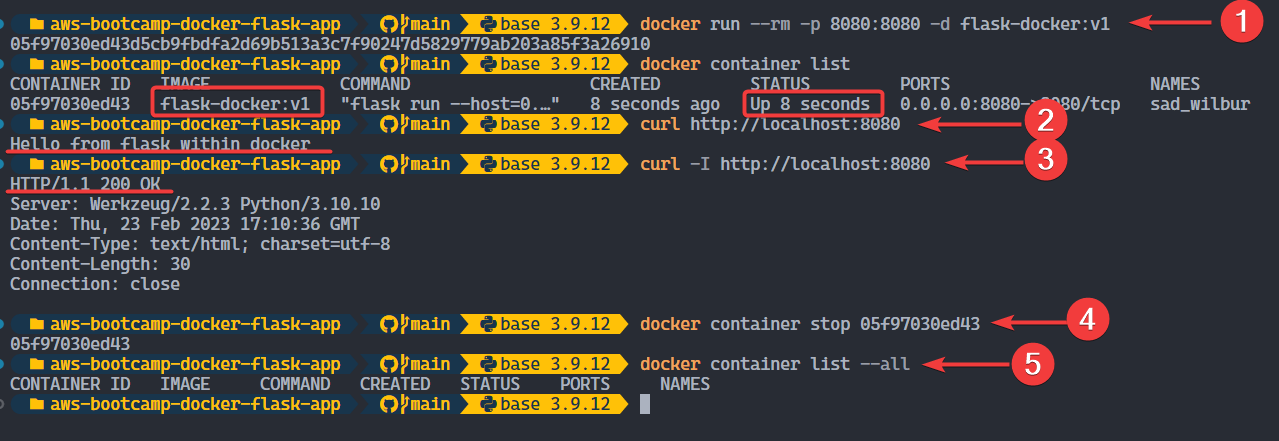 aws-bootcamp-docker-flask-app main base 3.9.12 docker run --rm -p 8080:8080 -d flask-docker:v1 1
05f97030ed43d5cb9fbdfa2d69b513a3c7f90247d5829779ab203a85f3a26910
aws-bootcamp-docker-flask-app main base 3.9.12 docker container list
CONTAINER ID IMAGE COMMAND CREATED STATUS PORTS NAMES
05f97030ed43 flask-docker:v1 "flask run --host=0.…" 8 seconds ago Up 8 seconds 0.0.0.0:8080->8080/tcp sad_wilbur
aws-bootcamp-docker-flask-app main base 3.9.12 curl http://localhost:8080 2
Hello from flask within docker
aws-bootcamp-docker-flask-app main base 3.9.12 curl -I http://localhost:8080 3
HTTP/1.1 200 OK
Server: Werkzeug/2.2.3 Python/3.10.10
Date: Thu, 23 Feb 2023 17:10:36 GMT
Content-Type: text/html; charset=utf-8
Content-Length: 30
Connection: close
aws-bootcamp-docker-flask-app main base 3.9.12 docker container stop 05f97030ed43 4
05f97030ed43
aws-bootcamp-docker-flask-app main base 3.9.12 docker container list --all 5
CONTAINER ID IMAGE COMMAND CREATED STATUS PORTS NAMES
aws-bootcamp-docker-flask-app main base 3.9.12